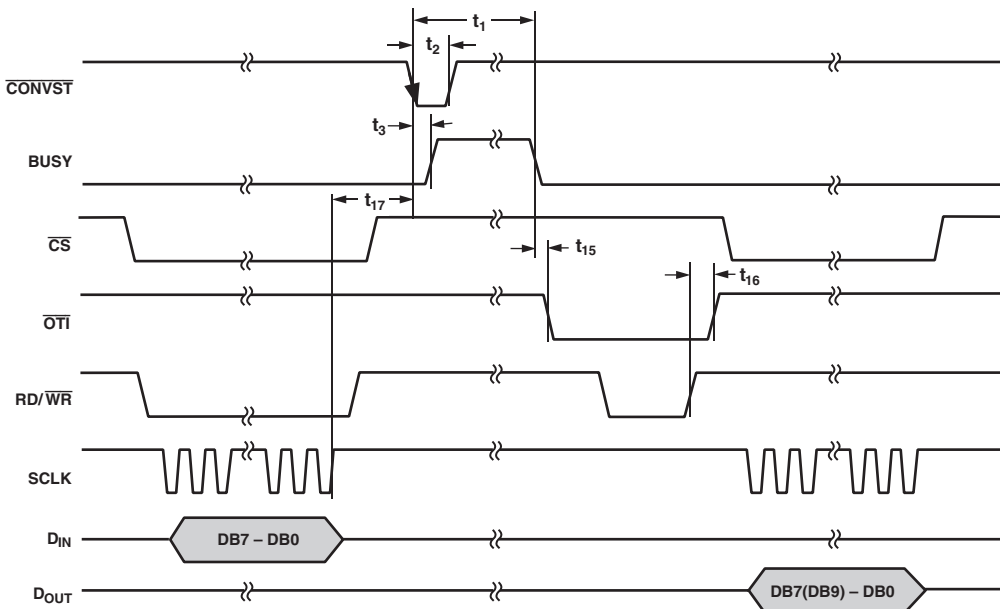 t1
t2
CONVST
t3
BUSY
t17
CS
t15
t16
OTI
RD/WR
SCLK
DIN
DB7 – DB0
DOUT
DB7(DB9) – DB0